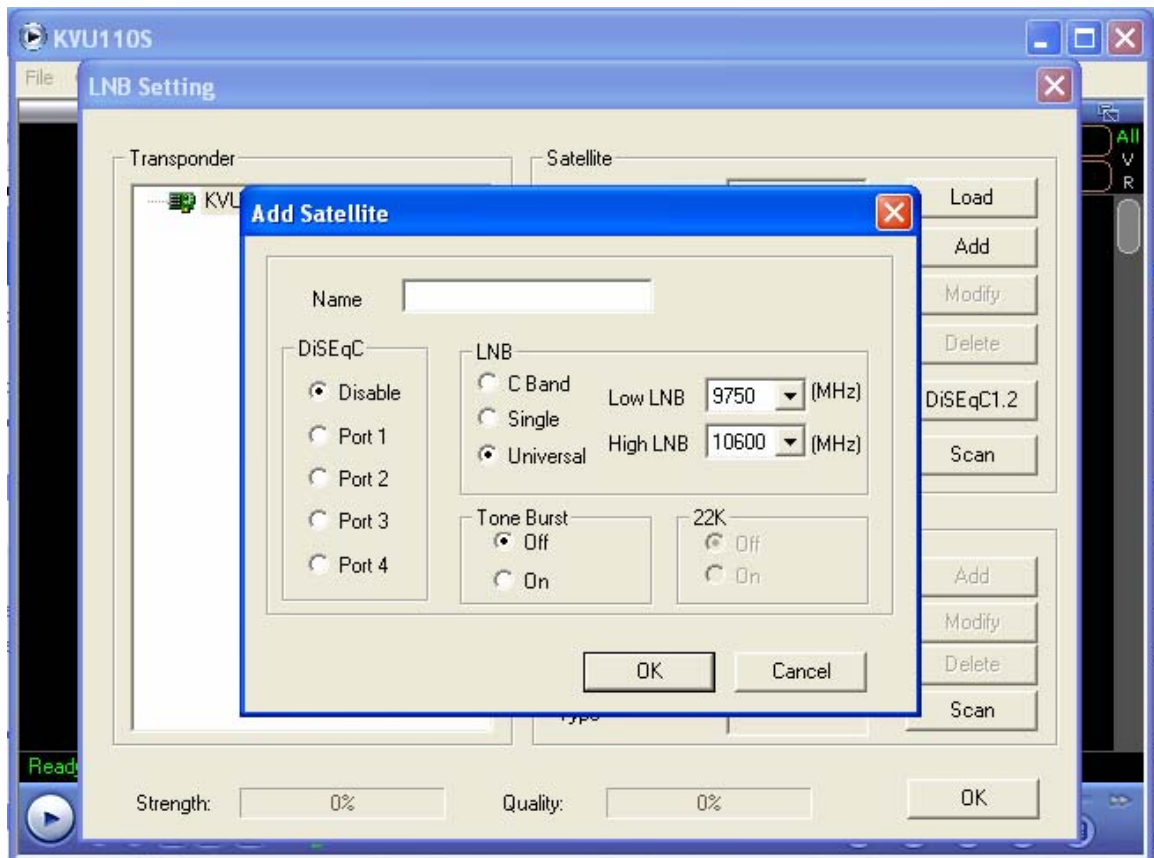 KVU110S
File
LNB Setting
All
V
R
Transponder
Satellite
KVU
Load
Add
Modify
Delete
DiSEqC1.2
Scan
Add Satellite
Name
DiSEqC
Disable
Port 1
Port 2
Port 3
Port 4
LNB
C Band
Single
Universal
Low LNB 9750 (MHz)
High LNB 10600 (MHz)
Tone Burst
Off
On
22K
Off
On
OK
Cancel
Add
Modify
Delete
Scan
Type
Ready
Strength: 0%
Quality: 0%
OK